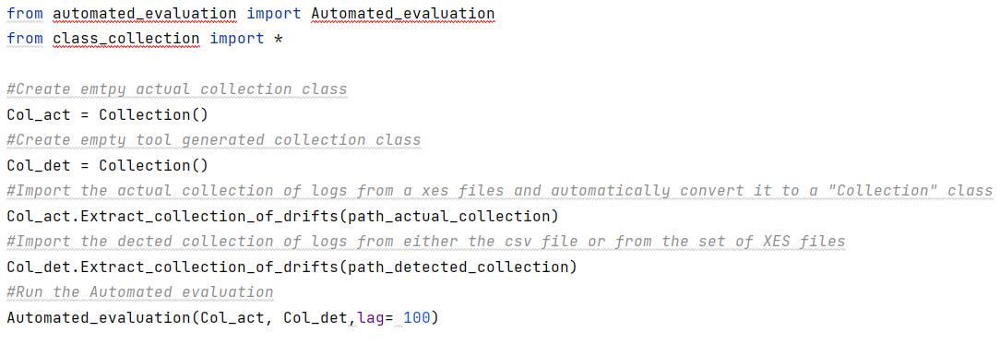 from automated_evaluation import Automated_evaluation
from class_collection import *
#Create emtpy actual collection class
Col_act = Collection()
#Create empty tool generated collection class
Col_det = Collection()
#Import the actual collection of logs from a xes files and automatically convert it to a "Collection" class
Col_act.Extract_collection_of_drifts(path_actual_collection)
#Import the dected collection of logs from either the csv file or from the set of XES files
Col_det.Extract_collection_of_drifts(path_detected_collection)
#Run the Automated evaluation
Automated_evaluation(Col_act, Col_det,lag= 100)